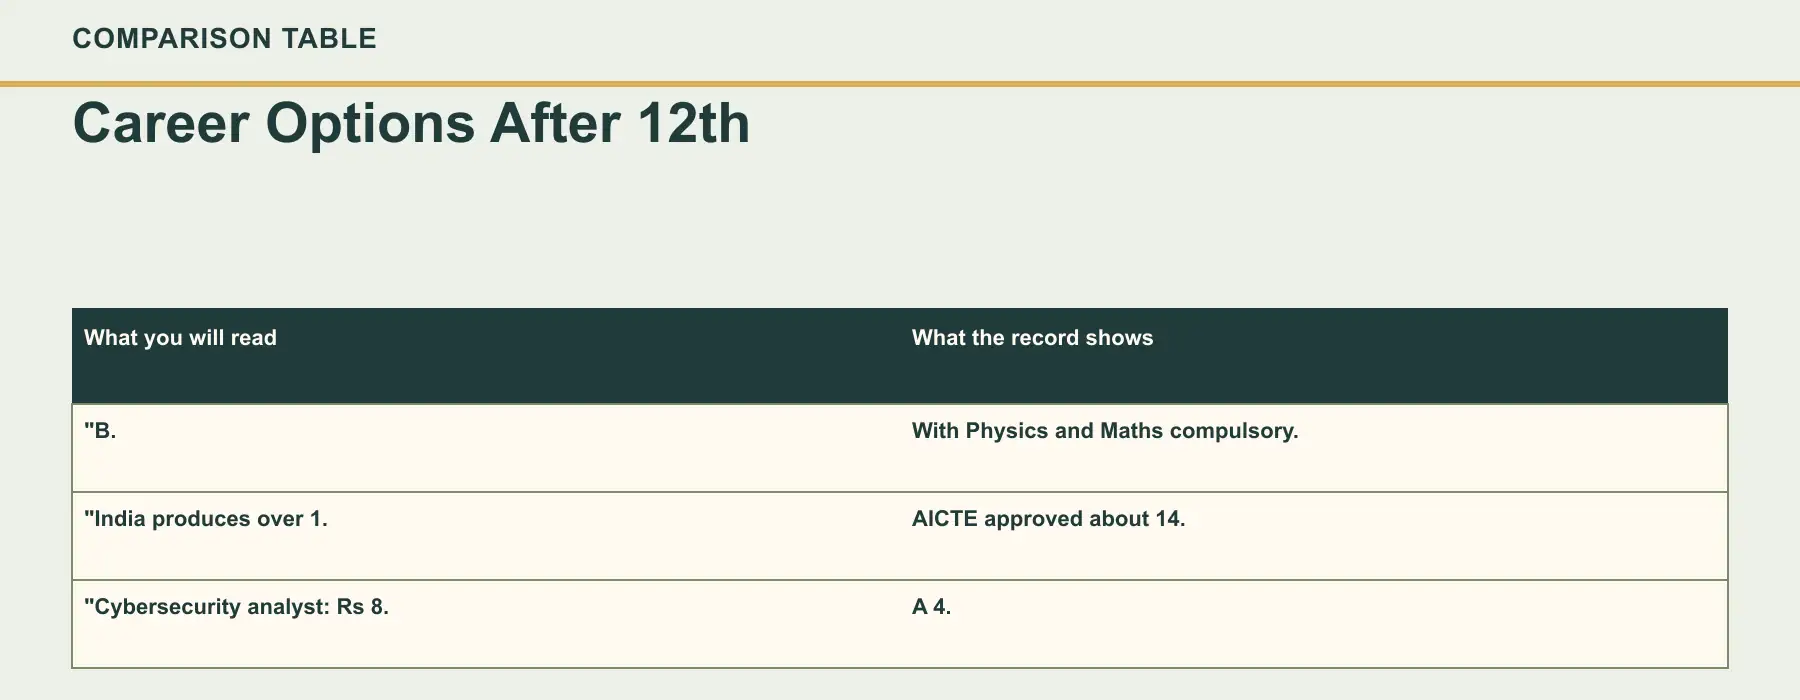 COMPARISON TABLE
Career Options After 12th
What you will read
What the record shows
"B.
With Physics and Maths compulsory.
"India produces over 1.
AICTE approved about 14.
"Cybersecurity analyst: Rs 8.
A 4.